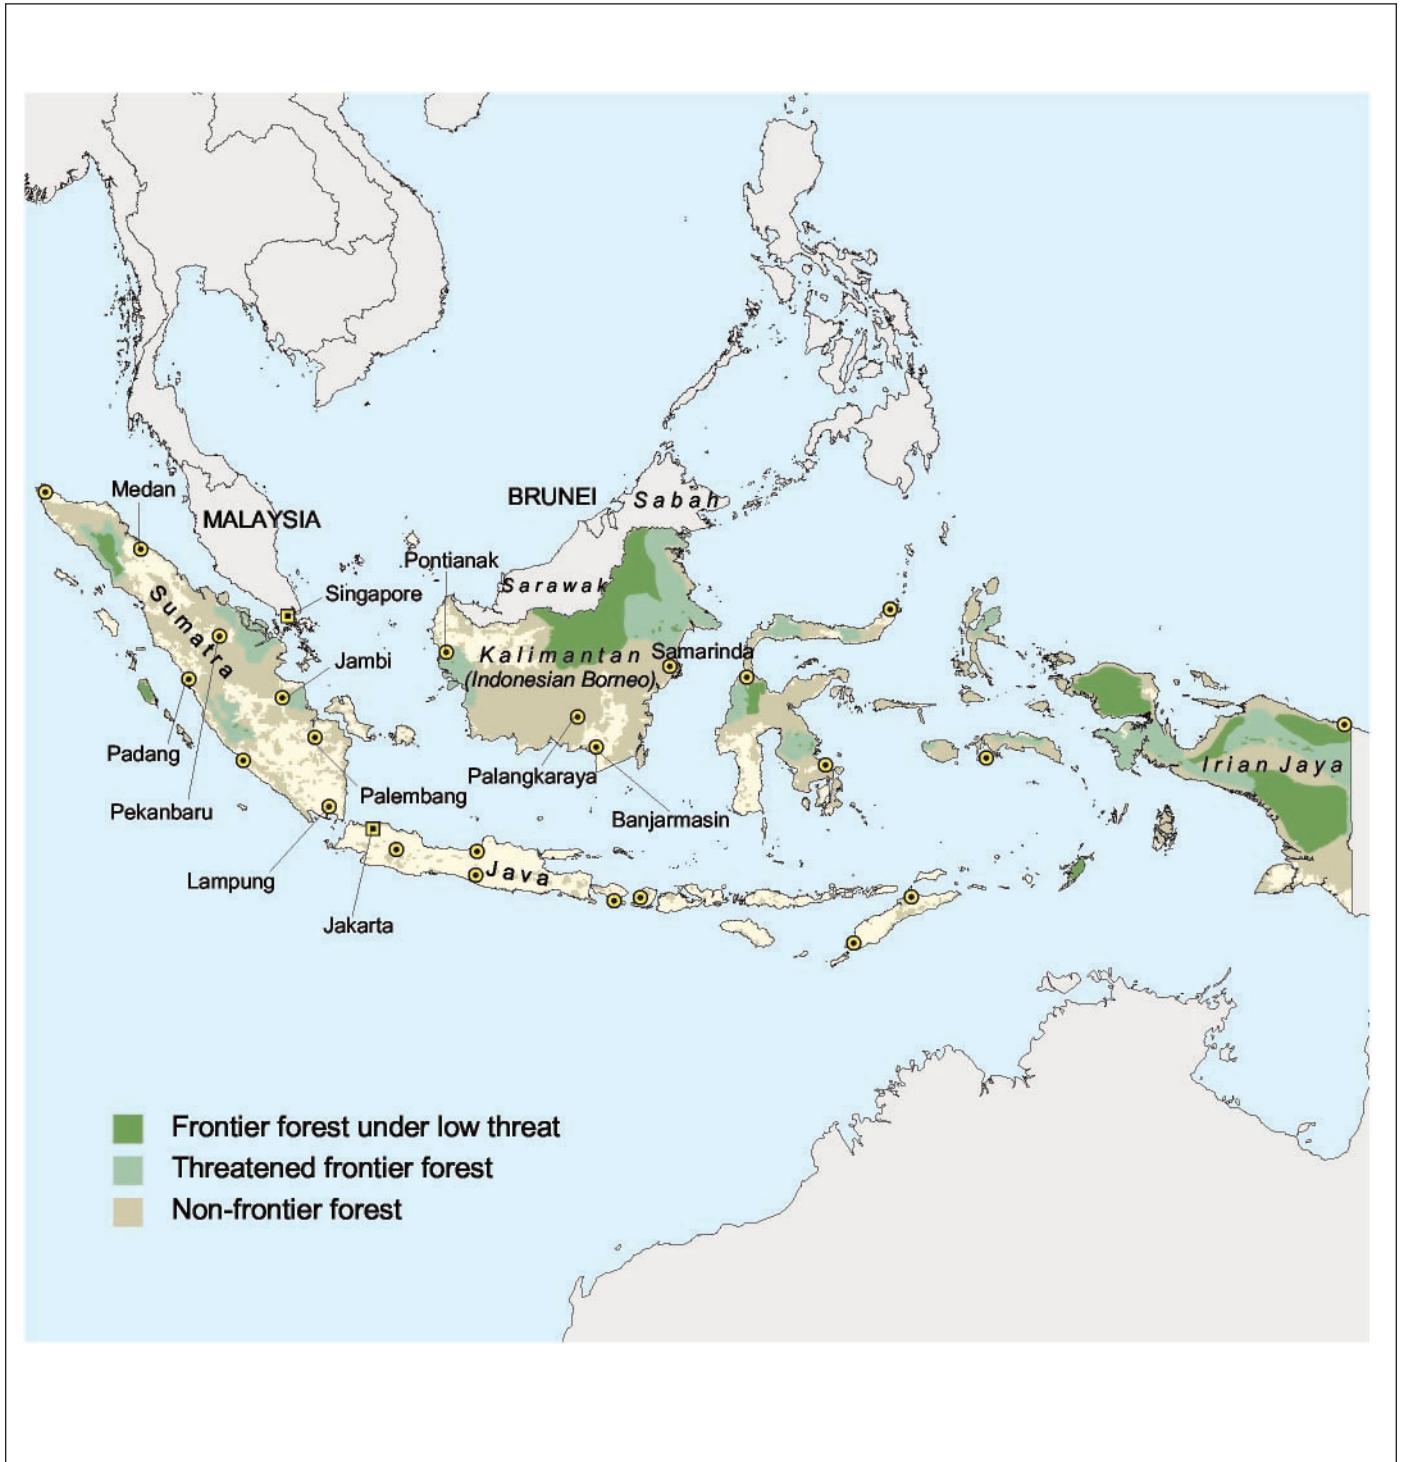 Medan
MALAYSIA
BRUNEI
Sabah
Pontianak
Sarawak
Singapore
Sumatra
Jambi
Kalimantan
(Indonesian Borneo)
Samarinda
Padang
Pekanbaru
Palembang
Palangkaraya
Banjarmasin
Irian Jaya
Lampung
Java
Jakarta
Frontier forest under low threat
Threatened frontier forest
Non-frontier forest